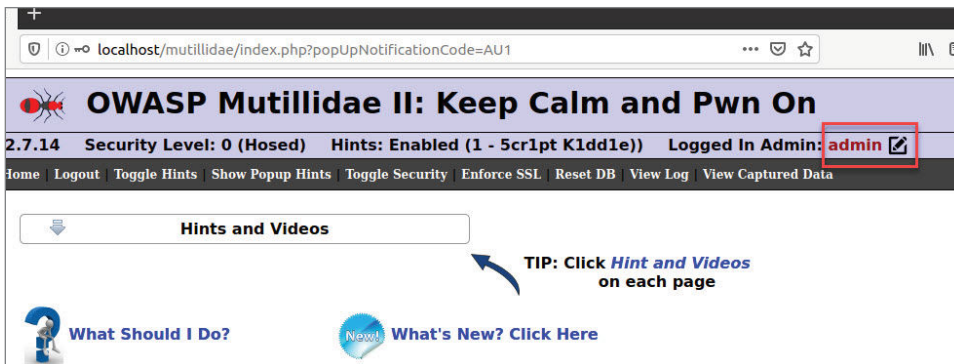 +
localhost/mutillidae/index.php?popUpNotificationCode=AU1
OWASP Mutillidae II: Keep Calm and Pwn On
2.7.14 Security Level: 0 (Hosed) Hints: Enabled (1 - 5cr1pt K1dd1e)) Logged In Admin: admin
Home | Logout | Toggle Hints | Show Popup Hints | Toggle Security | Enforce SSL | Reset DB | View Log | View Captured Data
Hints and Videos
TIP: Click Hint and Videos
on each page
What Should I Do?
New! What's New? Click Here